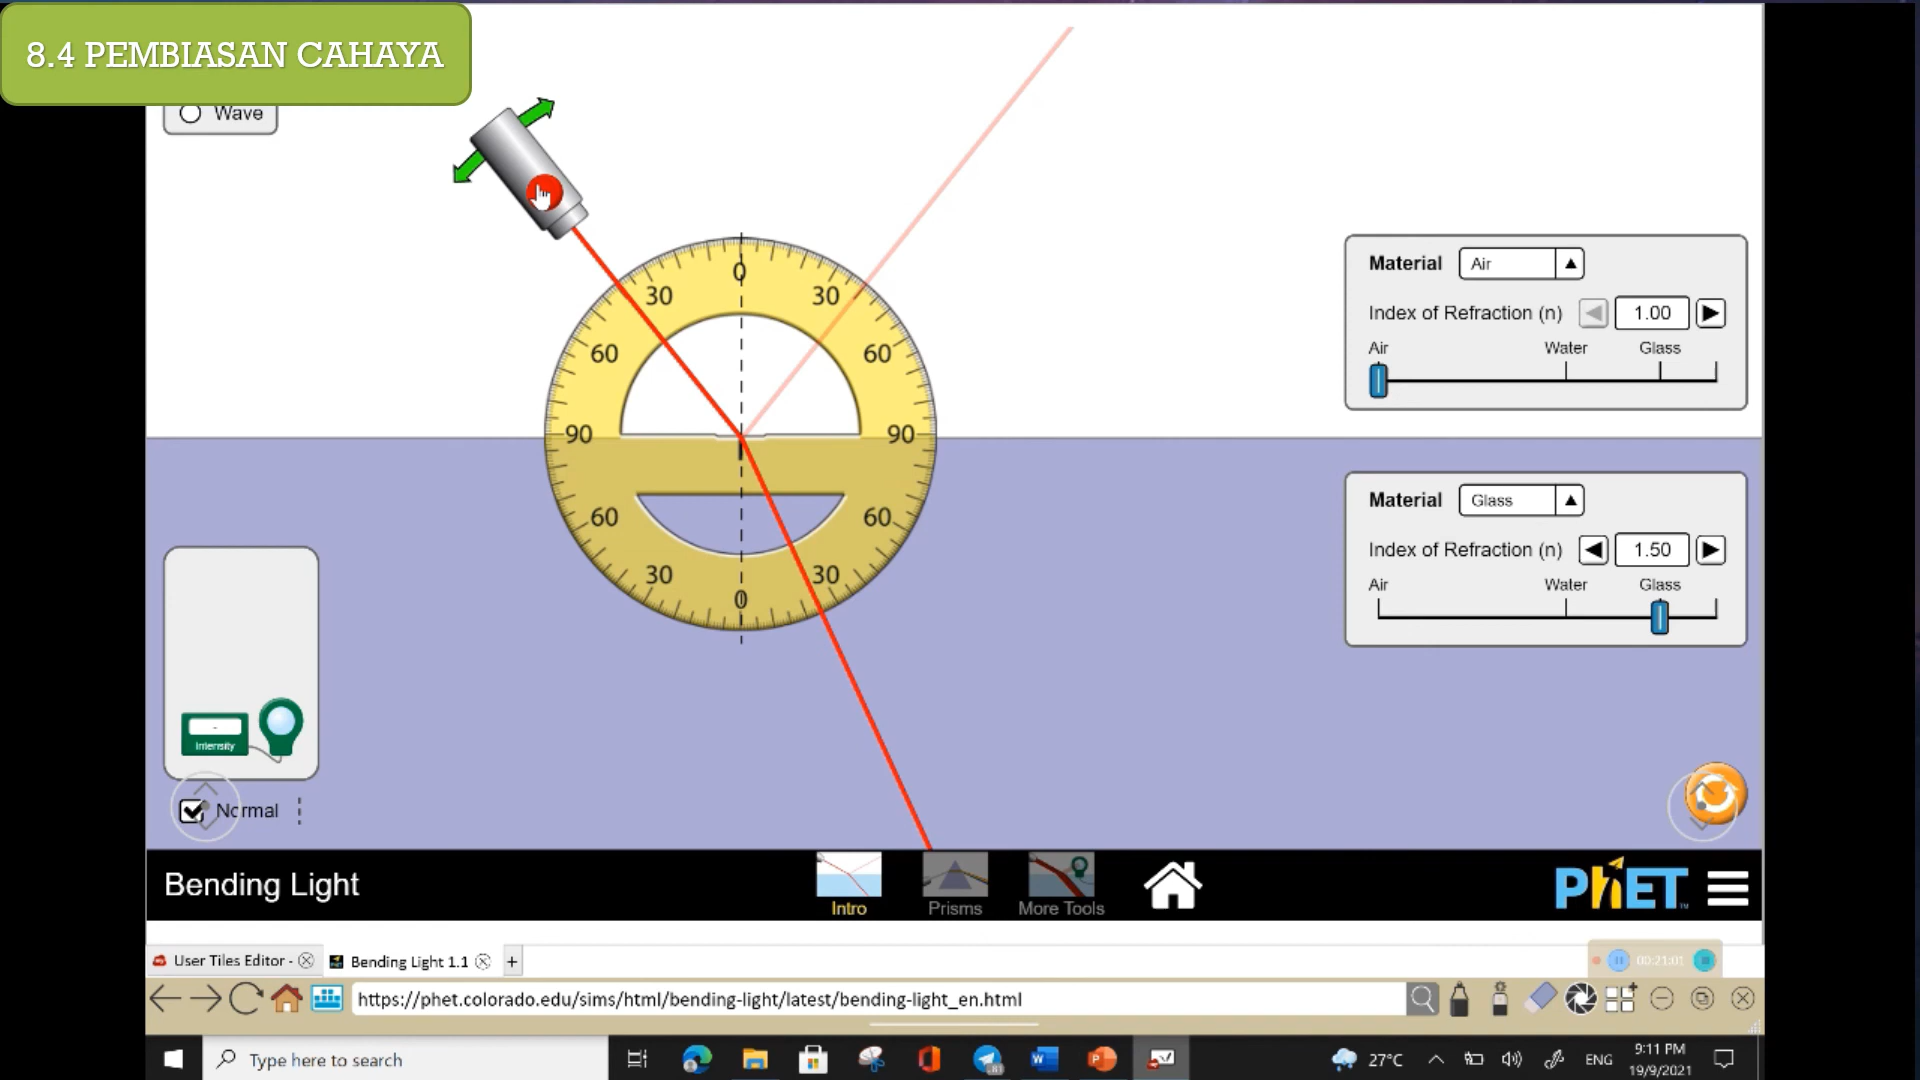 8.4 PEMBIASAN CAHAYA
Wave
0
30 30
60 60
90 90
60 60
30 30
0
Material Air
Index of Refraction (n) 1.00
Air Water Glass
Material Glass
Index of Refraction (n) 1.50
Air Water Glass
-
Intensity
Normal
Bending Light
Intro Prisms More Tools
PhET
User Tiles Editor - Bending Light 1.1 +
00:21:01
https://phet.colorado.edu/sims/html/bending-light/latest/bending-light_en.html
Type here to search
27°C ENG 9:11 PM
19/9/2021